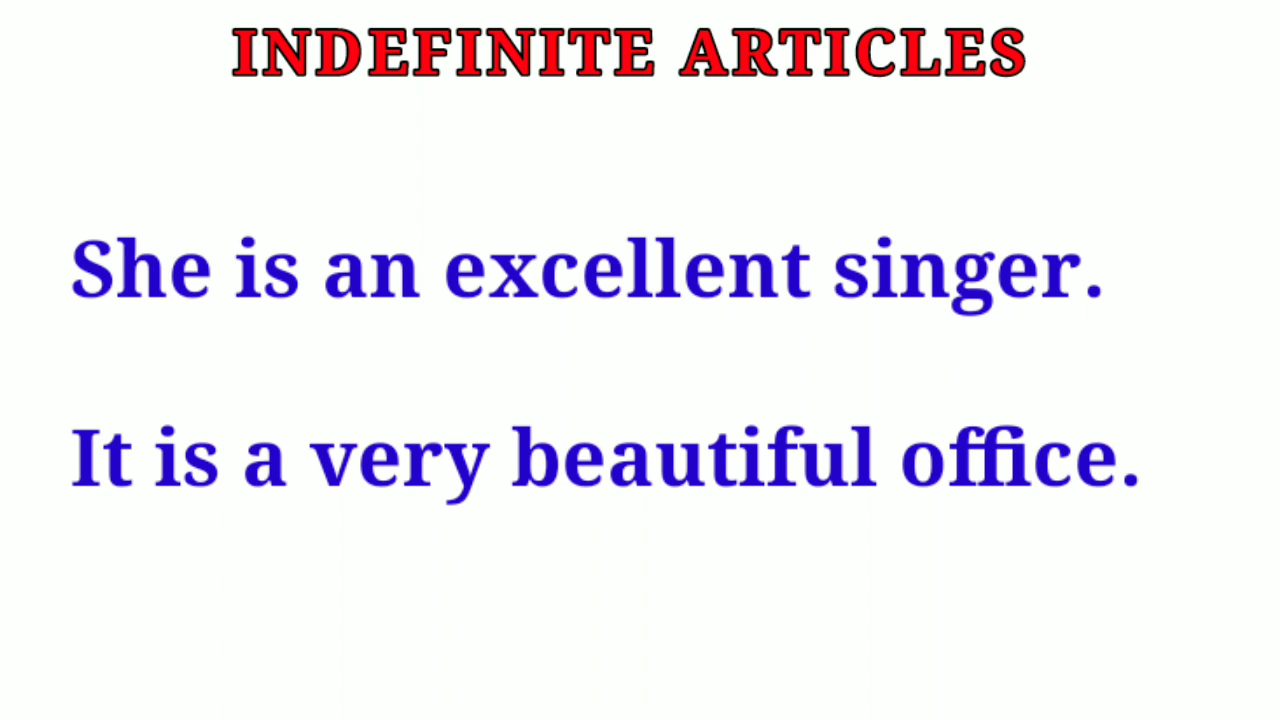 INDEFINITE ARTICLES
She is an excellent singer.
It is a very beautiful office.